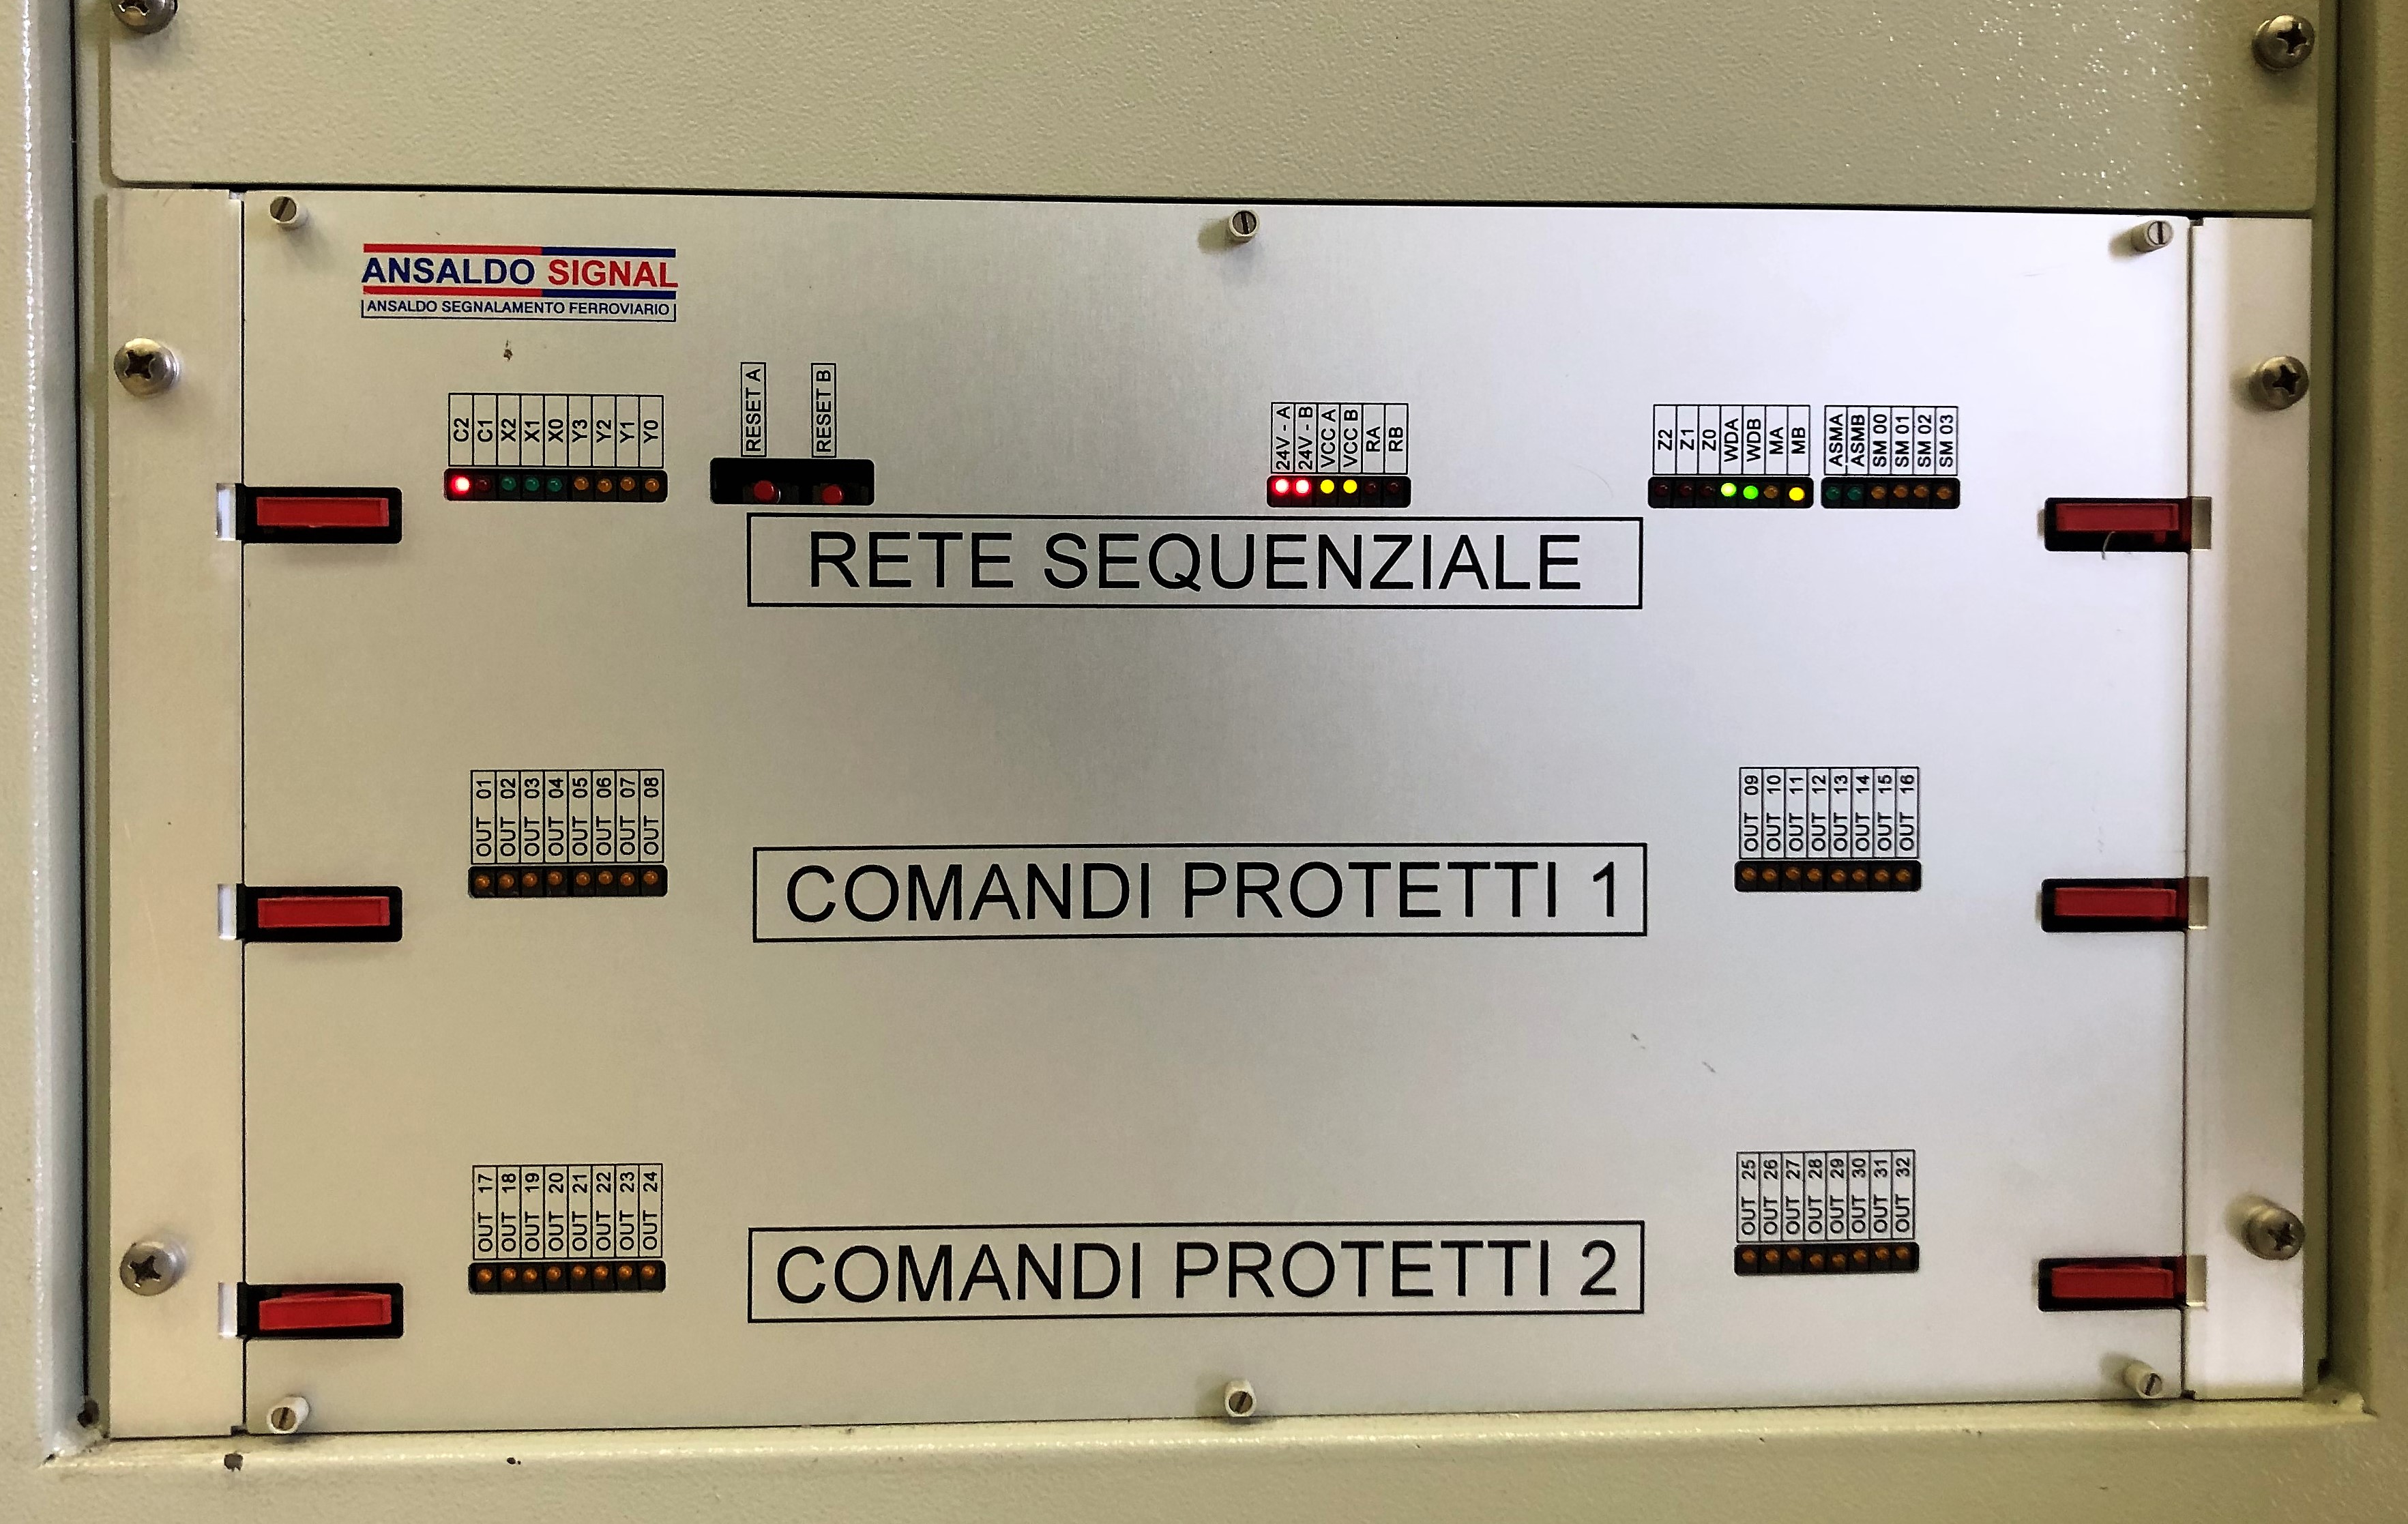 ANSALDO SIGNAL
ANSALDO SEGNALAMENTO FERROVIARIO
C2
C1
X2
X1
X0
Y3
Y2
Y1
Y0
RESET A
RESET B
24V - A
24V - B
VCC A
VCC B
RA
RB
Z2
Z1
Z0
WDA
WDB
MA
MB
ASMA
ASMB
SM 00
SM 01
SM 02
SM 03
RETE SEQUENZIALE
OUT 01
OUT 02
OUT 03
OUT 04
OUT 05
OUT 06
OUT 07
OUT 08
COMANDI PROTETTI 1
OUT 09
OUT 10
OUT 11
OUT 12
OUT 13
OUT 14
OUT 15
OUT 16
OUT 17
OUT 18
OUT 19
OUT 20
OUT 21
OUT 22
OUT 23
OUT 24
COMANDI PROTETTI 2
OUT 25
OUT 26
OUT 27
OUT 28
OUT 29
OUT 30
OUT 31
OUT 32